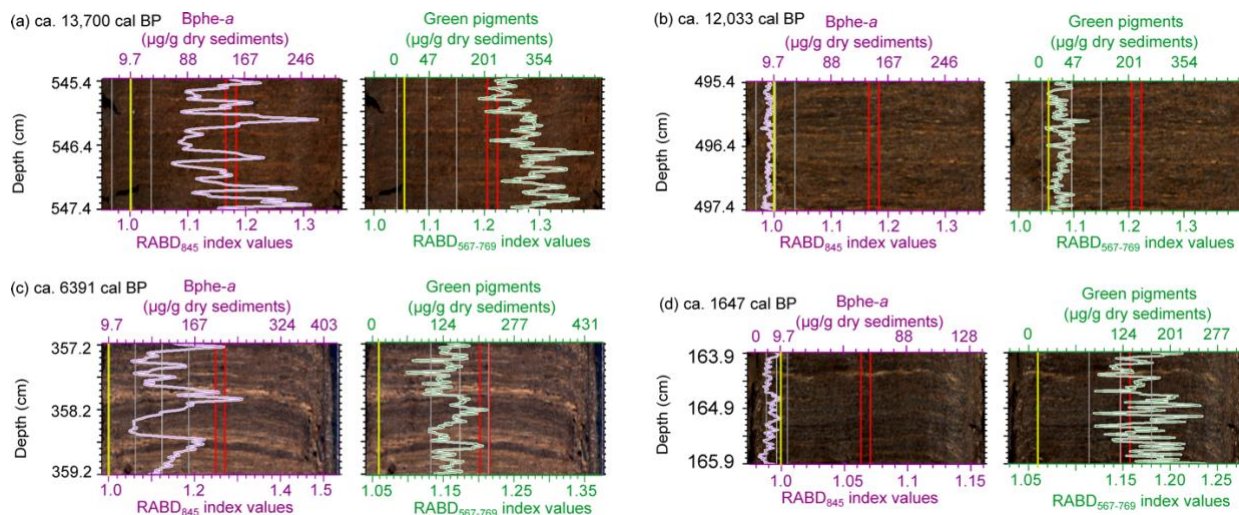 (a) ca. 13,700 cal BP
Bphe-a
(µg/g dry sediments)
9.7 88 167 246
Green pigments
(µg/g dry sediments)
0 47 201 354
Depth (cm)
545.4
546.4
547.4
1.0 1.1 1.2 1.3
RABD845 index values
1.0 1.1 1.2 1.3
RABD567-769 index values
(b) ca. 12,033 cal BP
Bphe-a
(µg/g dry sediments)
9.7 88 167 246
Green pigments
(µg/g dry sediments)
0 47 201 354
Depth (cm)
495.4
496.4
497.4
1.0 1.1 1.2 1.3
RABD845 index values
1.0 1.1 1.2 1.3
RABD567-769 index values
(c) ca. 6391 cal BP
Bphe-a
(µg/g dry sediments)
9.7 167 324 403
Green pigments
(µg/g dry sediments)
0 124 277 431
Depth (cm)
357.2
358.2
359.2
1.0 1.1 1.2 1.3 1.4 1.5
RABD845 index values
1.05 1.15 1.25 1.35
RABD567-769 index values
(d) ca. 1647 cal BP
Bphe-a
(µg/g dry sediments)
0 9.7 88 128
Green pigments
(µg/g dry sediments)
0 124 201 277
Depth (cm)
163.9
164.9
165.9
1.0 1.05 1.1 1.15
RABD845 index values
1.05 1.15 1.20 1.25
RABD567-769 index values